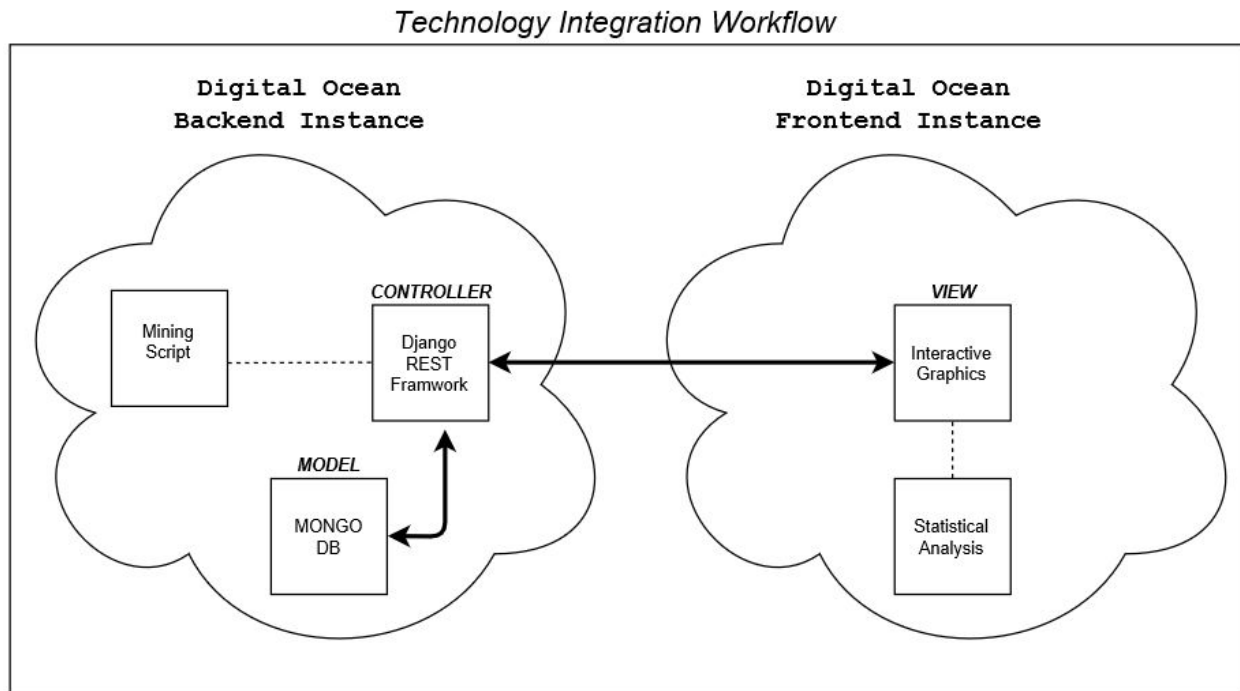 Technology Integration Workflow
Digital Ocean
Backend Instance
Digital Ocean
Frontend Instance
Mining
Script
CONTROLLER
Django
REST
Framwork
MODEL
MONGO
DB
VIEW
Interactive
Graphics
Statistical
Analysis